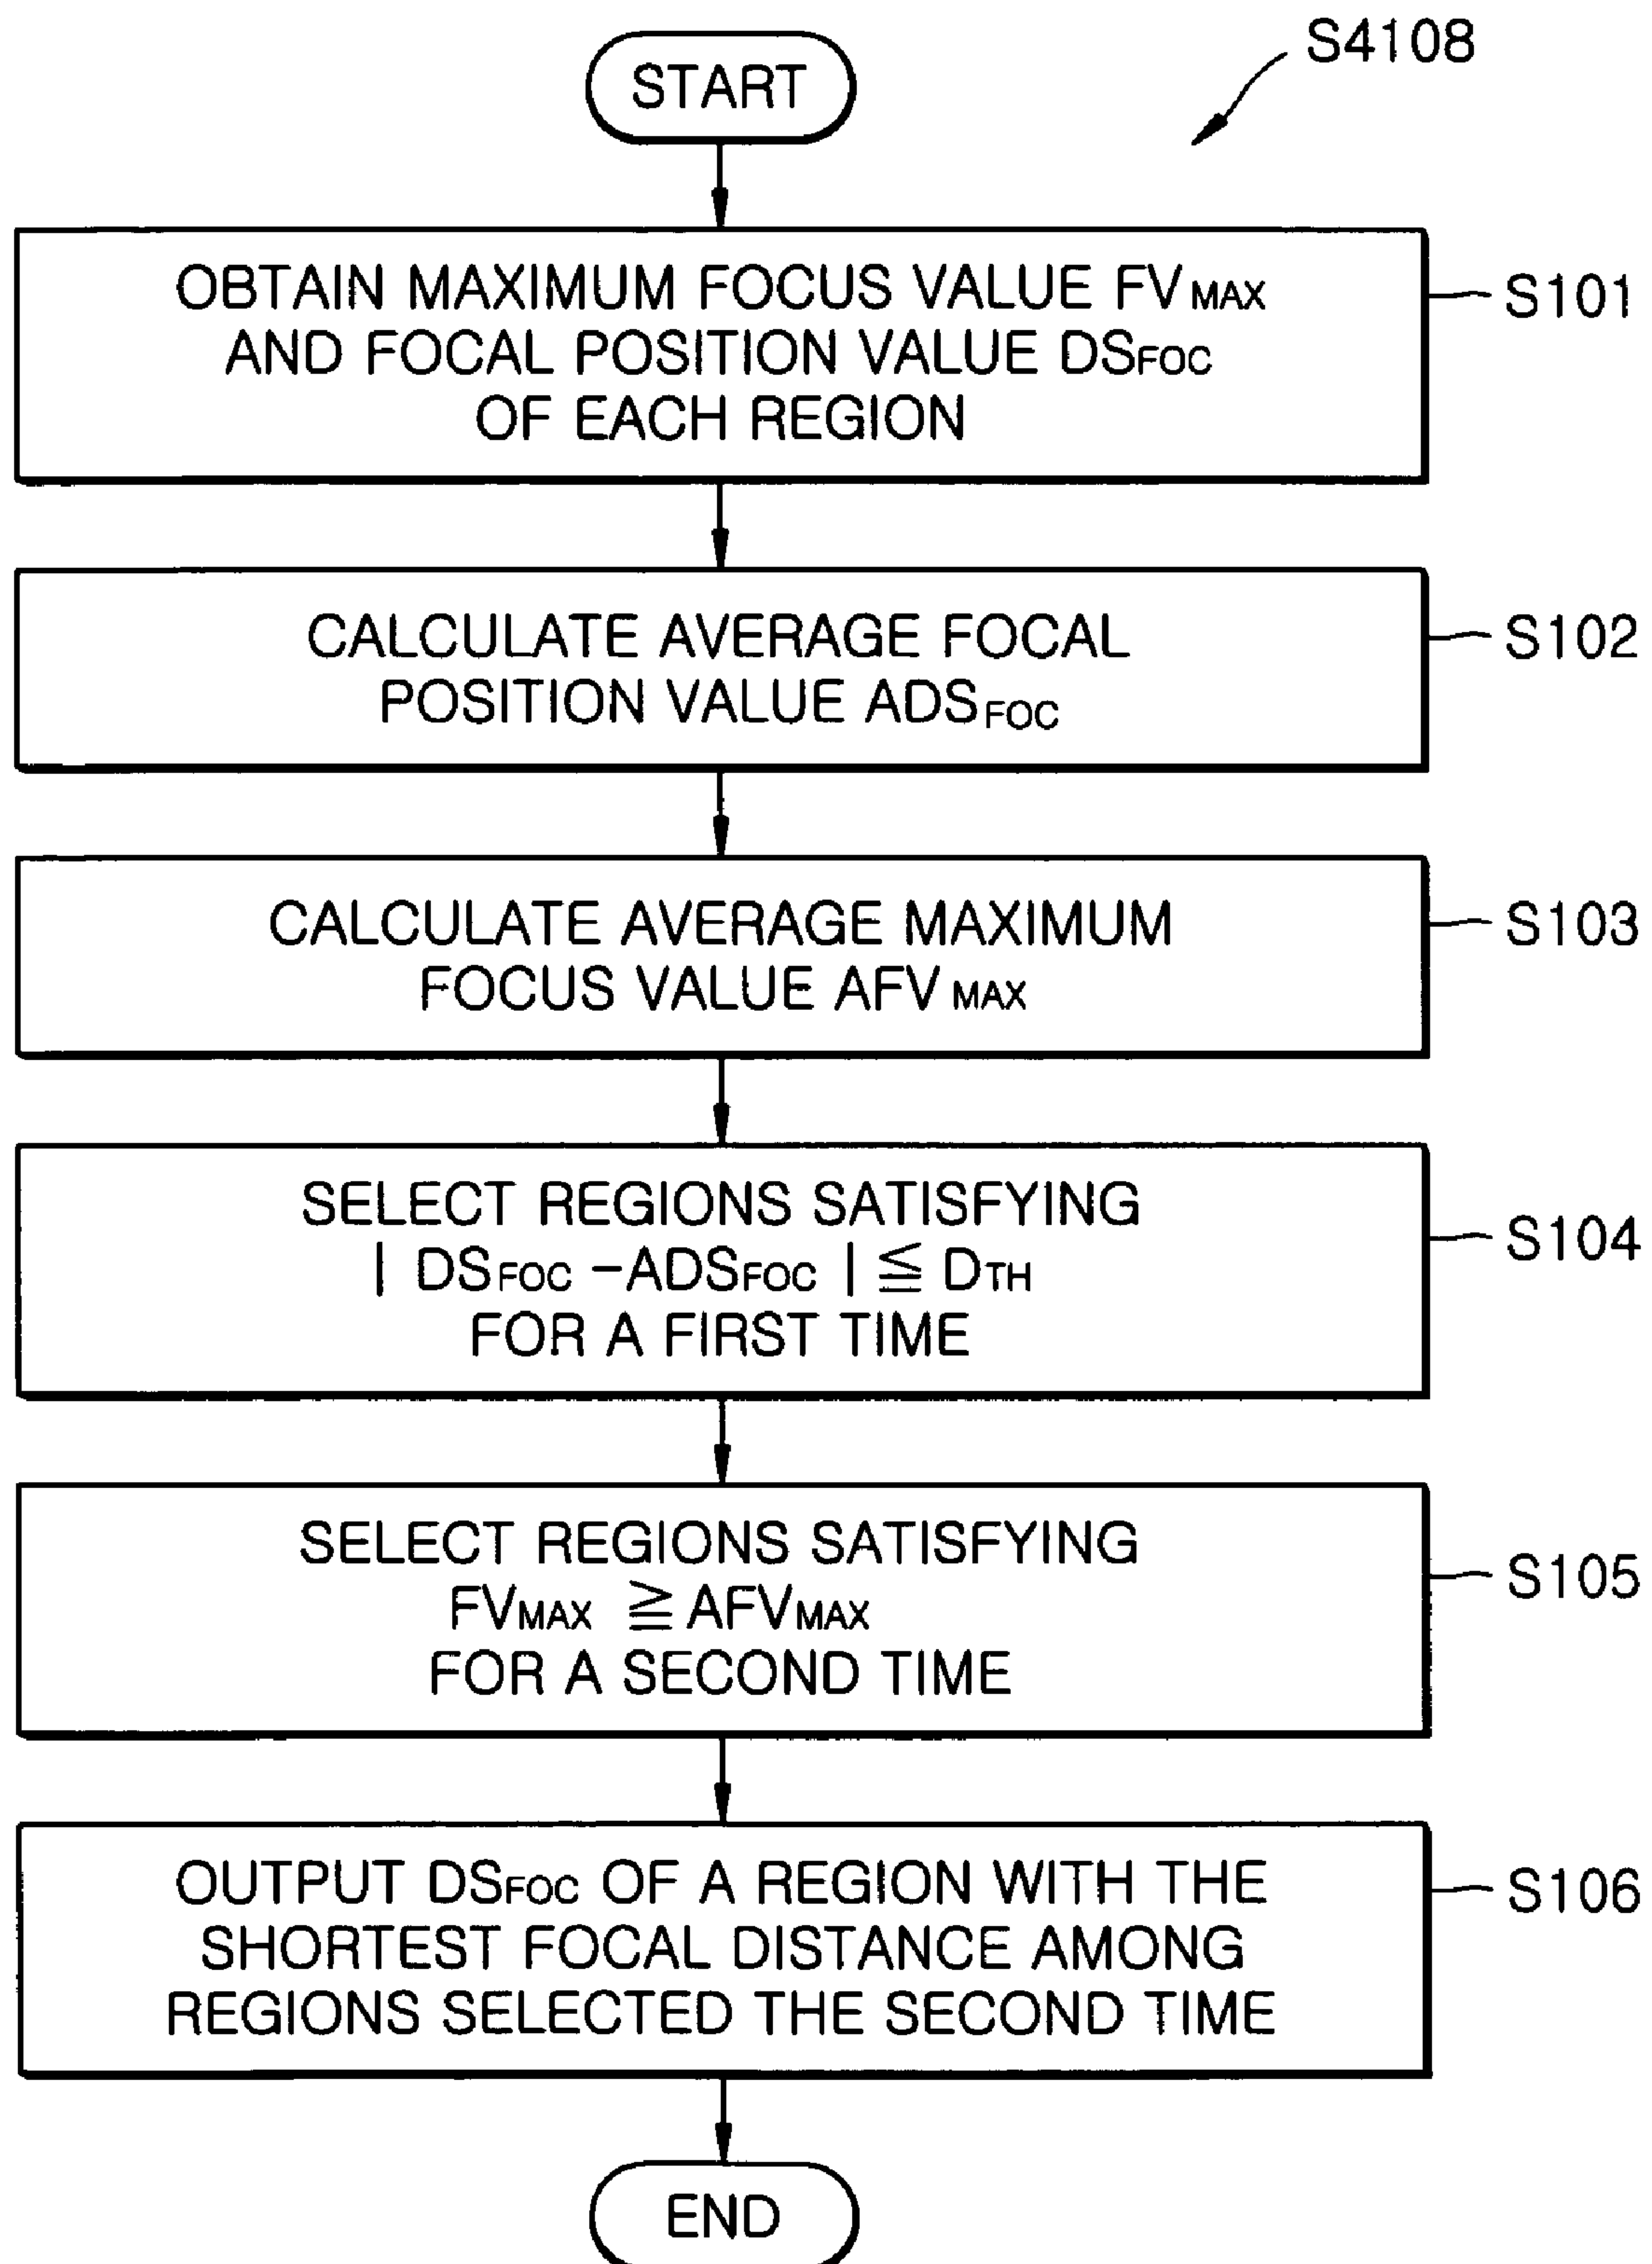 S4108
START
OBTAIN MAXIMUM FOCUS VALUE FVMAX
AND FOCAL POSITION VALUE DSFOC
OF EACH REGION
S101
CALCULATE AVERAGE FOCAL
POSITION VALUE ADSFOC
S102
CALCULATE AVERAGE MAXIMUM
FOCUS VALUE AFVMAX
S103
SELECT REGIONS SATISFYING
| DSFOC -ADSFOC | ≦ DTH
FOR A FIRST TIME
S104
SELECT REGIONS SATISFYING
FVMAX ≧ AFVMAX
FOR A SECOND TIME
S105
OUTPUT DSFOC OF A REGION WITH THE
SHORTEST FOCAL DISTANCE AMONG
REGIONS SELECTED THE SECOND TIME
S106
END